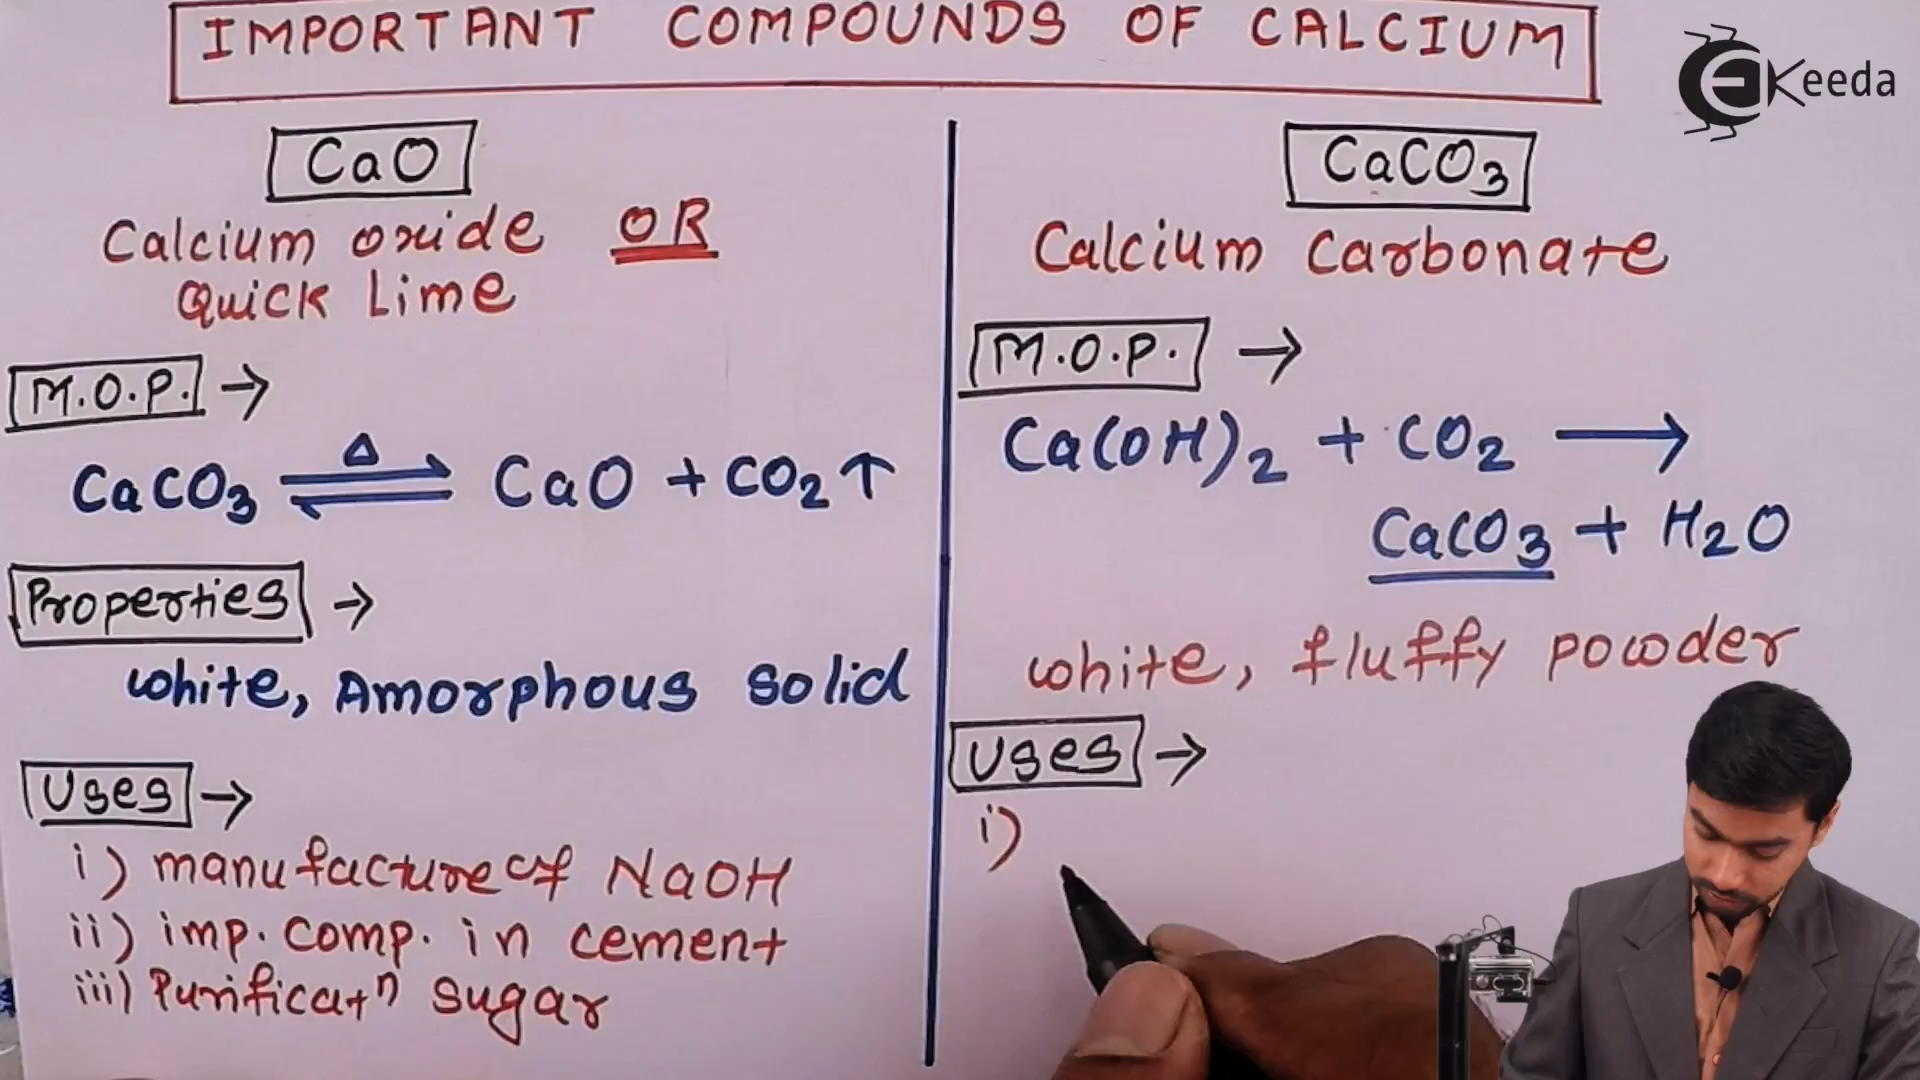 IMPORTANT COMPOUNDS OF CALCIUM
EKeeda
CaO
Calcium oxide OR
Quick Lime
M.O.P. →
CaCO3 ⇌ Δ CaO + CO2 ↑
Properties →
white, Amorphous solid
Uses →
i) manufacture of NaOH
ii) imp. comp. in cement
iii) Purificatn sugar
CaCO3
Calcium Carbonate
M.O.P. →
Ca(OH)2 + CO2 →
CaCO3 + H2O
white, fluffy powder
Uses →
i)